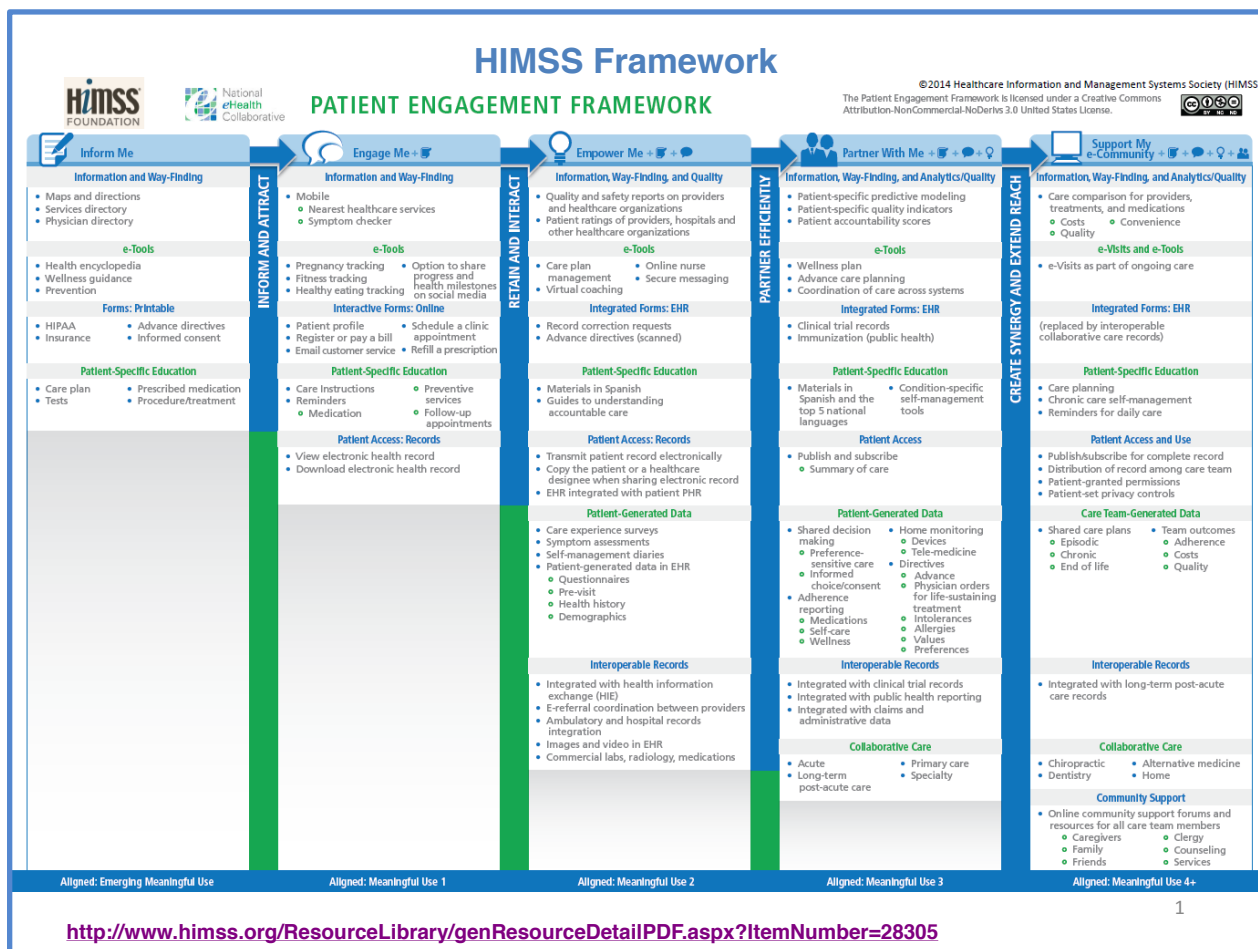 HIMSS Framework
©2014 Healthcare Information and Management Systems Society (HIMSS
HiMSS
FOUNDATION
National
eHealth
Collaborative
PATIENT ENGAGEMENT FRAMEWORK
The Patient Engagement Framework is licensed under a Creative Commons
Attribution-NonCommercial-NoDerivs 3.0 United States License.
CC
BY NC ND
Inform Me
Information and Way-Finding
• Maps and directions
• Services directory
• Physician directory
e-Tools
• Health encyclopedia
• Wellness guidance
• Prevention
Forms: Printable
• HIPAA
• Insurance
• Advance directives
• Informed consent
Patient-Specific Education
• Care plan
• Tests
• Prescribed medication
• Procedure/treatment
Aligned: Emerging Meaningful Use
INFORM AND ATTRACT
Engage Me +
Information and Way-Finding
• Mobile
Nearest healthcare services
Symptom checker
e-Tools
• Pregnancy tracking
• Fitness tracking
• Healthy eating tracking
• Option to share
progress and
health milestones
on social media
Interactive Forms: Online
• Patient profile
• Register or pay a bill
• Email customer service
• Schedule a clinic
appointment
• Refill a prescription
Patient-Specific Education
• Care Instructions
• Reminders
Medication
Preventive
services
Follow-up
appointments
Patient Access: Records
• View electronic health record
• Download electronic health record
Aligned: Meaningful Use 1
RETAIN AND INTERACT
Empower Me + +
Information, Way-Finding, and Quality
• Quality and safety reports on providers
and healthcare organizations
• Patient ratings of providers, hospitals and
other healthcare organizations
e-Tools
• Care plan
management
• Virtual coaching
• Online nurse
• Secure messaging
Integrated Forms: EHR
• Record correction requests
• Advance directives (scanned)
Patient-Specific Education
• Materials in Spanish
• Guides to understanding
accountable care
Patient Access: Records
• Transmit patient record electronically
• Copy the patient or a healthcare
designee when sharing electronic record
• EHR integrated with patient PHR
Patient-Generated Data
• Care experience surveys
• Symptom assessments
• Self-management diaries
• Patient-generated data in EHR
Questionnaires
Pre-visit
Health history
Demographics
Interoperable Records
• Integrated with health information
exchange (HIE)
• E-referral coordination between providers
• Ambulatory and hospital records
integration
• Images and video in EHR
• Commercial labs, radiology, medications
Aligned: Meaningful Use 2
PARTNER EFFICIENTLY
Partner With Me + + +
Information, Way-Finding, and Analytics/Quality
• Patient-specific predictive modeling
• Patient-specific quality indicators
• Patient accountability scores
e-Tools
• Wellness plan
• Advance care planning
• Coordination of care across systems
Integrated Forms: EHR
• Clinical trial records
• Immunization (public health)
Patient-Specific Education
• Materials in
Spanish and the
top 5 national
languages
• Condition-specific
self-management
tools
Patient Access
• Publish and subscribe
Summary of care
Patient-Generated Data
• Shared decision
making
Preference-
sensitive care
Informed
choice/consent
• Adherence
reporting
Medications
Self-care
Wellness
• Home monitoring
Devices
Tele-medicine
• Directives
Advance
Physician orders
for life-sustaining
treatment
Intolerances
Allergies
Values
Preferences
Interoperable Records
• Integrated with clinical trial records
• Integrated with public health reporting
• Integrated with claims and
administrative data
Collaborative Care
• Acute
• Long-term
post-acute care
• Primary care
• Specialty
Aligned: Meaningful Use 3
CREATE SYNERGY AND EXTEND REACH
Support My
e-Community + + + +
Information, Way-Finding, and Analytics/Quality
• Care comparison for providers,
treatments, and medications
Costs
Quality
Convenience
e-Visits and e-Tools
• e-Visits as part of ongoing care
Integrated Forms: EHR
(replaced by interoperable
collaborative care records)
Patient-Specific Education
• Care planning
• Chronic care self-management
• Reminders for daily care
Patient Access and Use
• Publish/subscribe for complete record
• Distribution of record among care team
• Patient-granted permissions
• Patient-set privacy controls
Care Team-Generated Data
• Shared care plans
Episodic
Chronic
End of life
• Team outcomes
Adherence
Costs
Quality
Interoperable Records
• Integrated with long-term post-acute
care records
Collaborative Care
• Chiropractic
• Dentistry
• Alternative medicine
• Home
Community Support
• Online community support forums and
resources for all care team members
Caregivers
Family
Friends
Clergy
Counseling
Services
Aligned: Meaningful Use 4+
1
http://www.himss.org/ResourceLibrary/genResourceDetailPDF.aspx?ItemNumber=28305